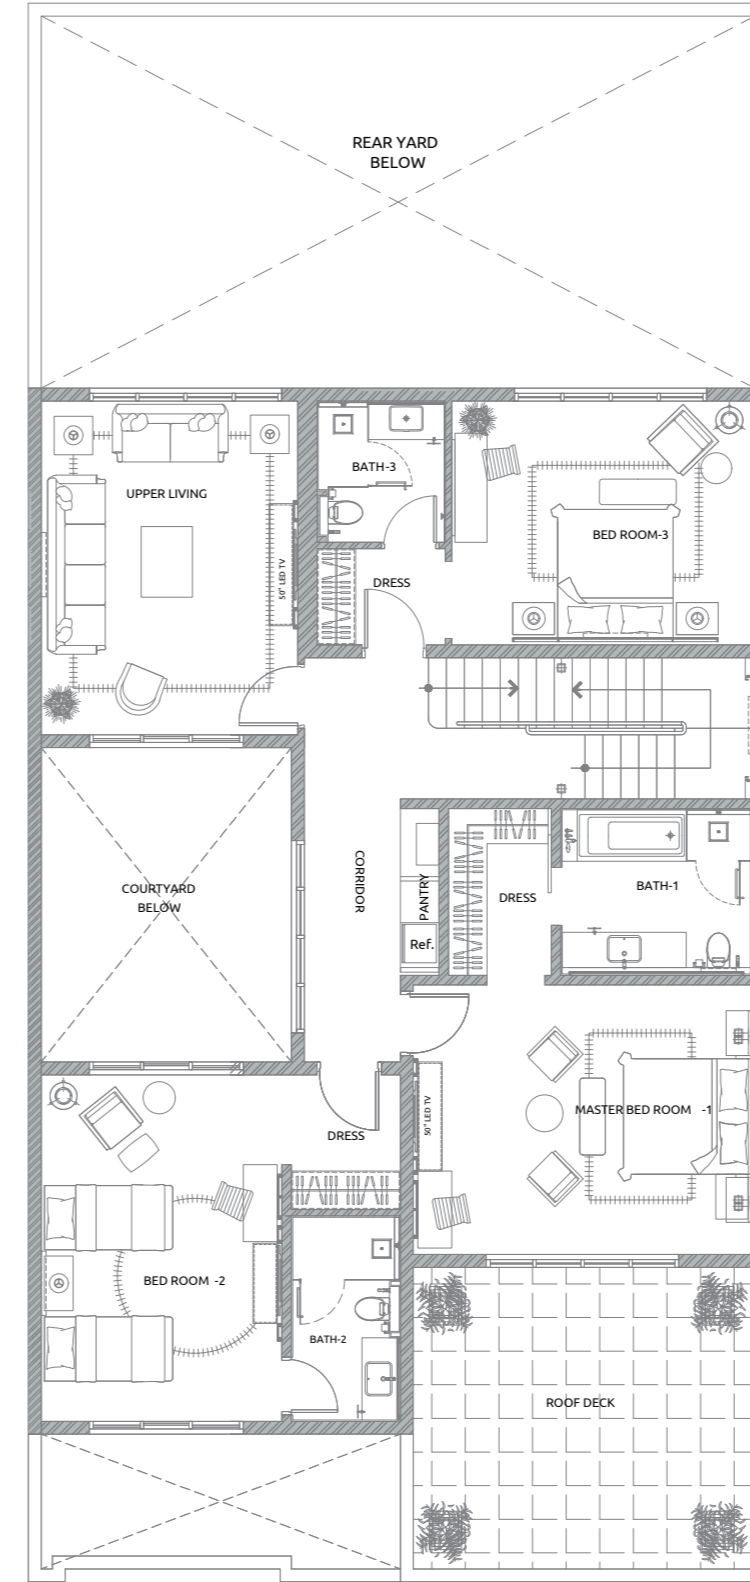 REAR YARD
BELOW
BATH-3
UPPER LIVING
BED ROOM-3
50" LED TV
DRESS
COURTYARD
BELOW
CORRIDOR
PANTRY
Ref.
DRESS
BATH-1
50" LED TV
MASTER BED ROOM -1
DRESS
BED ROOM -2
BATH-2
ROOF DECK